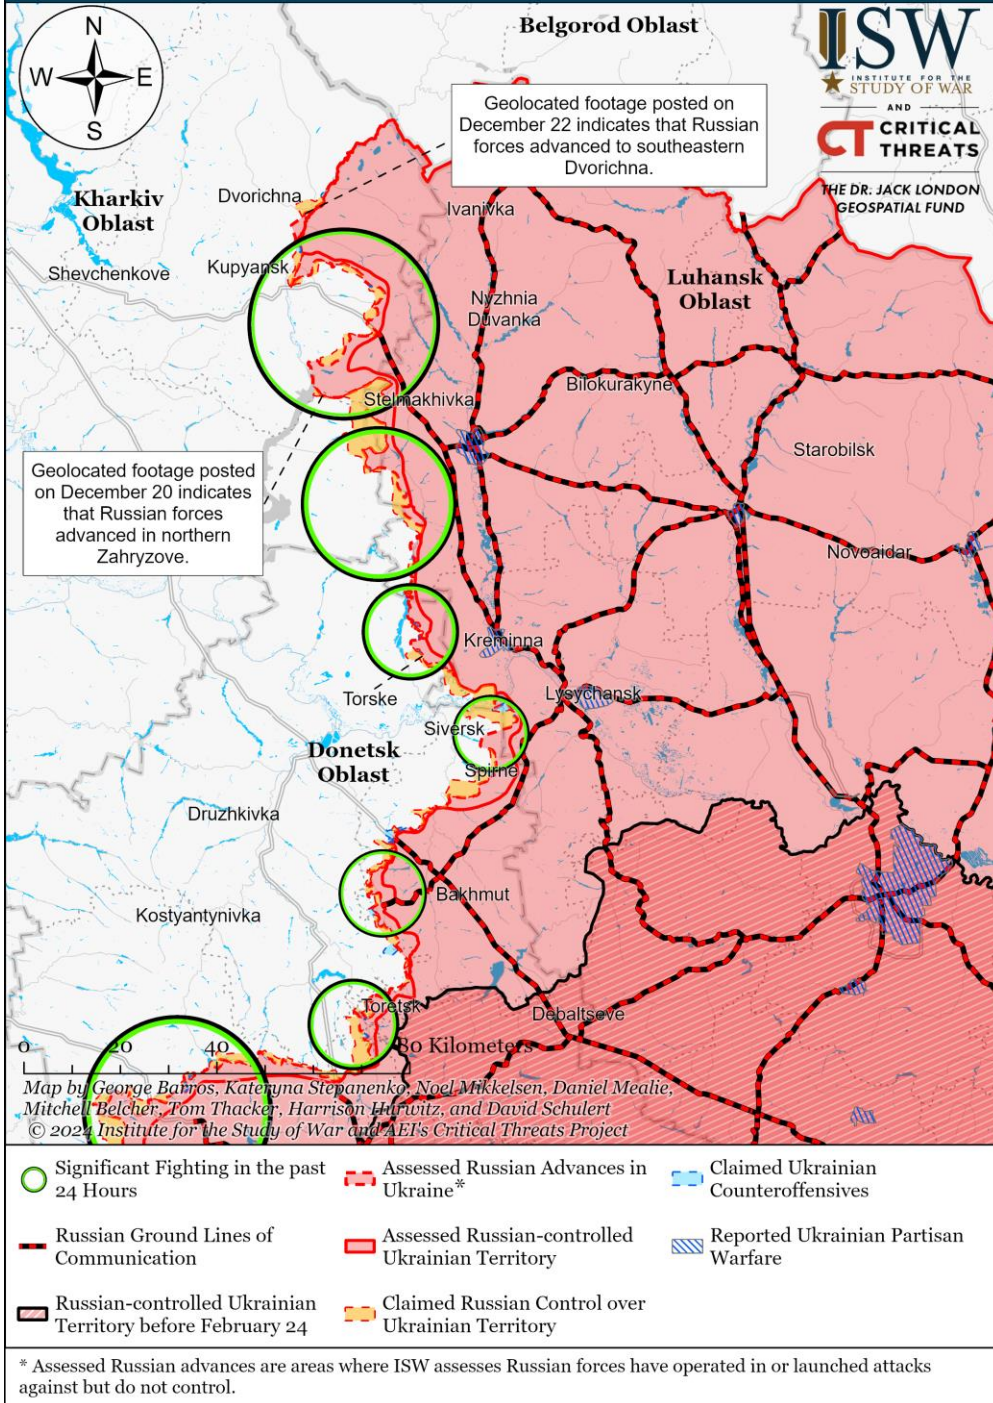 Belgorod Oblast
N
W E
S
ISW
INSTITUTE FOR THE
STUDY OF WAR
AND
CT CRITICAL
THREATS
THE DR. JACK LONDON
GEOSPATIAL FUND
Geolocated footage posted on
December 22 indicates that Russian
forces advanced to southeastern
Dvorichna.
Dvorichna
Kharkiv
Oblast
Ivanivka
Shevchenkove
Kupyansk
Luhansk
Oblast
Nyzhnia
Duvanka
Bilokurakyne
Stelmakhivka
Starobilsk
Geolocated footage posted
on December 20 indicates
that Russian forces
advanced in northern
Zahryzove.
Novoaidar
Kreminna
Torske
Lysychansk
Siversk
Donetsk
Oblast
Spirne
Druzhkivka
Bakhmut
Kostyantynivka
Toretsk
Debaltseve
0 20 40 80 Kilometers
Map by George Barros, Kateryna Stepanenko, Noel Mikkelsen, Daniel Mealie,
Mitchell Belcher, Tom Thacker, Harrison Hurwitz, and David Schulert
© 2024 Institute for the Study of War and AEI's Critical Threats Project
Significant Fighting in the past
24 Hours
Assessed Russian Advances in
Ukraine*
Claimed Ukrainian
Counteroffensives
Russian Ground Lines of
Communication
Assessed Russian-controlled
Ukrainian Territory
Reported Ukrainian Partisan
Warfare
Russian-controlled Ukrainian
Territory before February 24
Claimed Russian Control over
Ukrainian Territory
* Assessed Russian advances are areas where ISW assesses Russian forces have operated in or launched attacks
against but do not control.